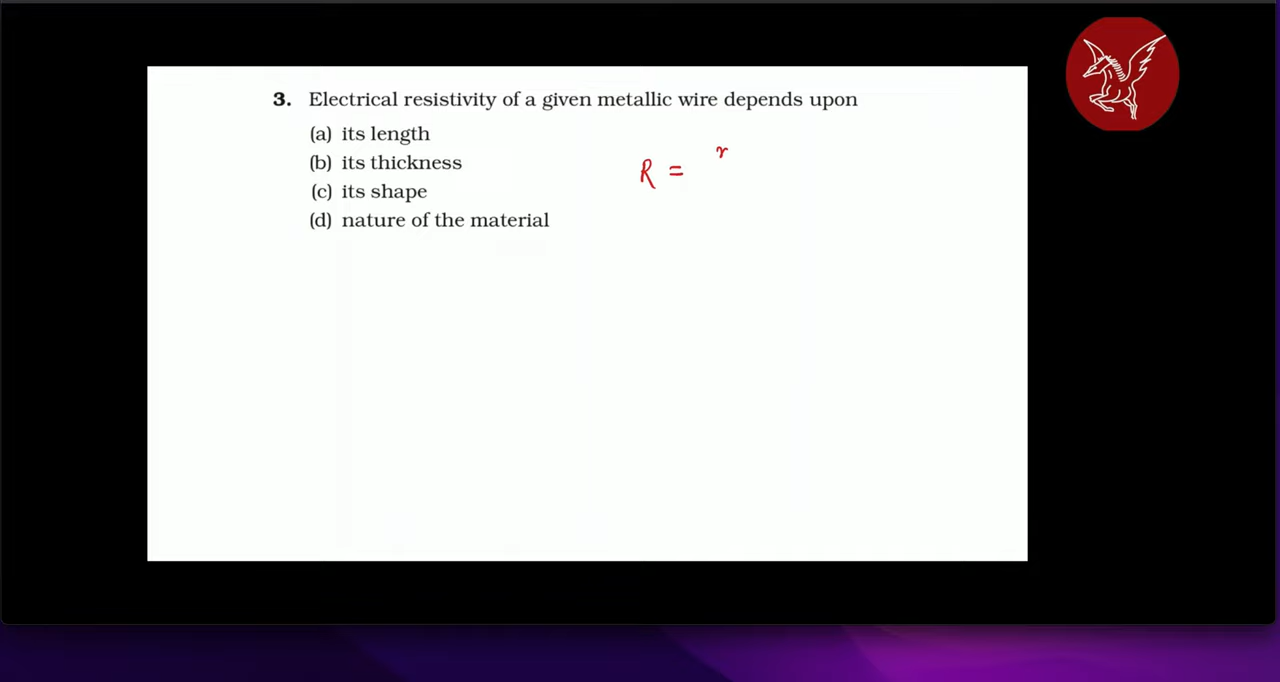 3. Electrical resistivity of a given metallic wire depends upon
(a) its length
(b) its thickness
(c) its shape
(d) nature of the material
R =